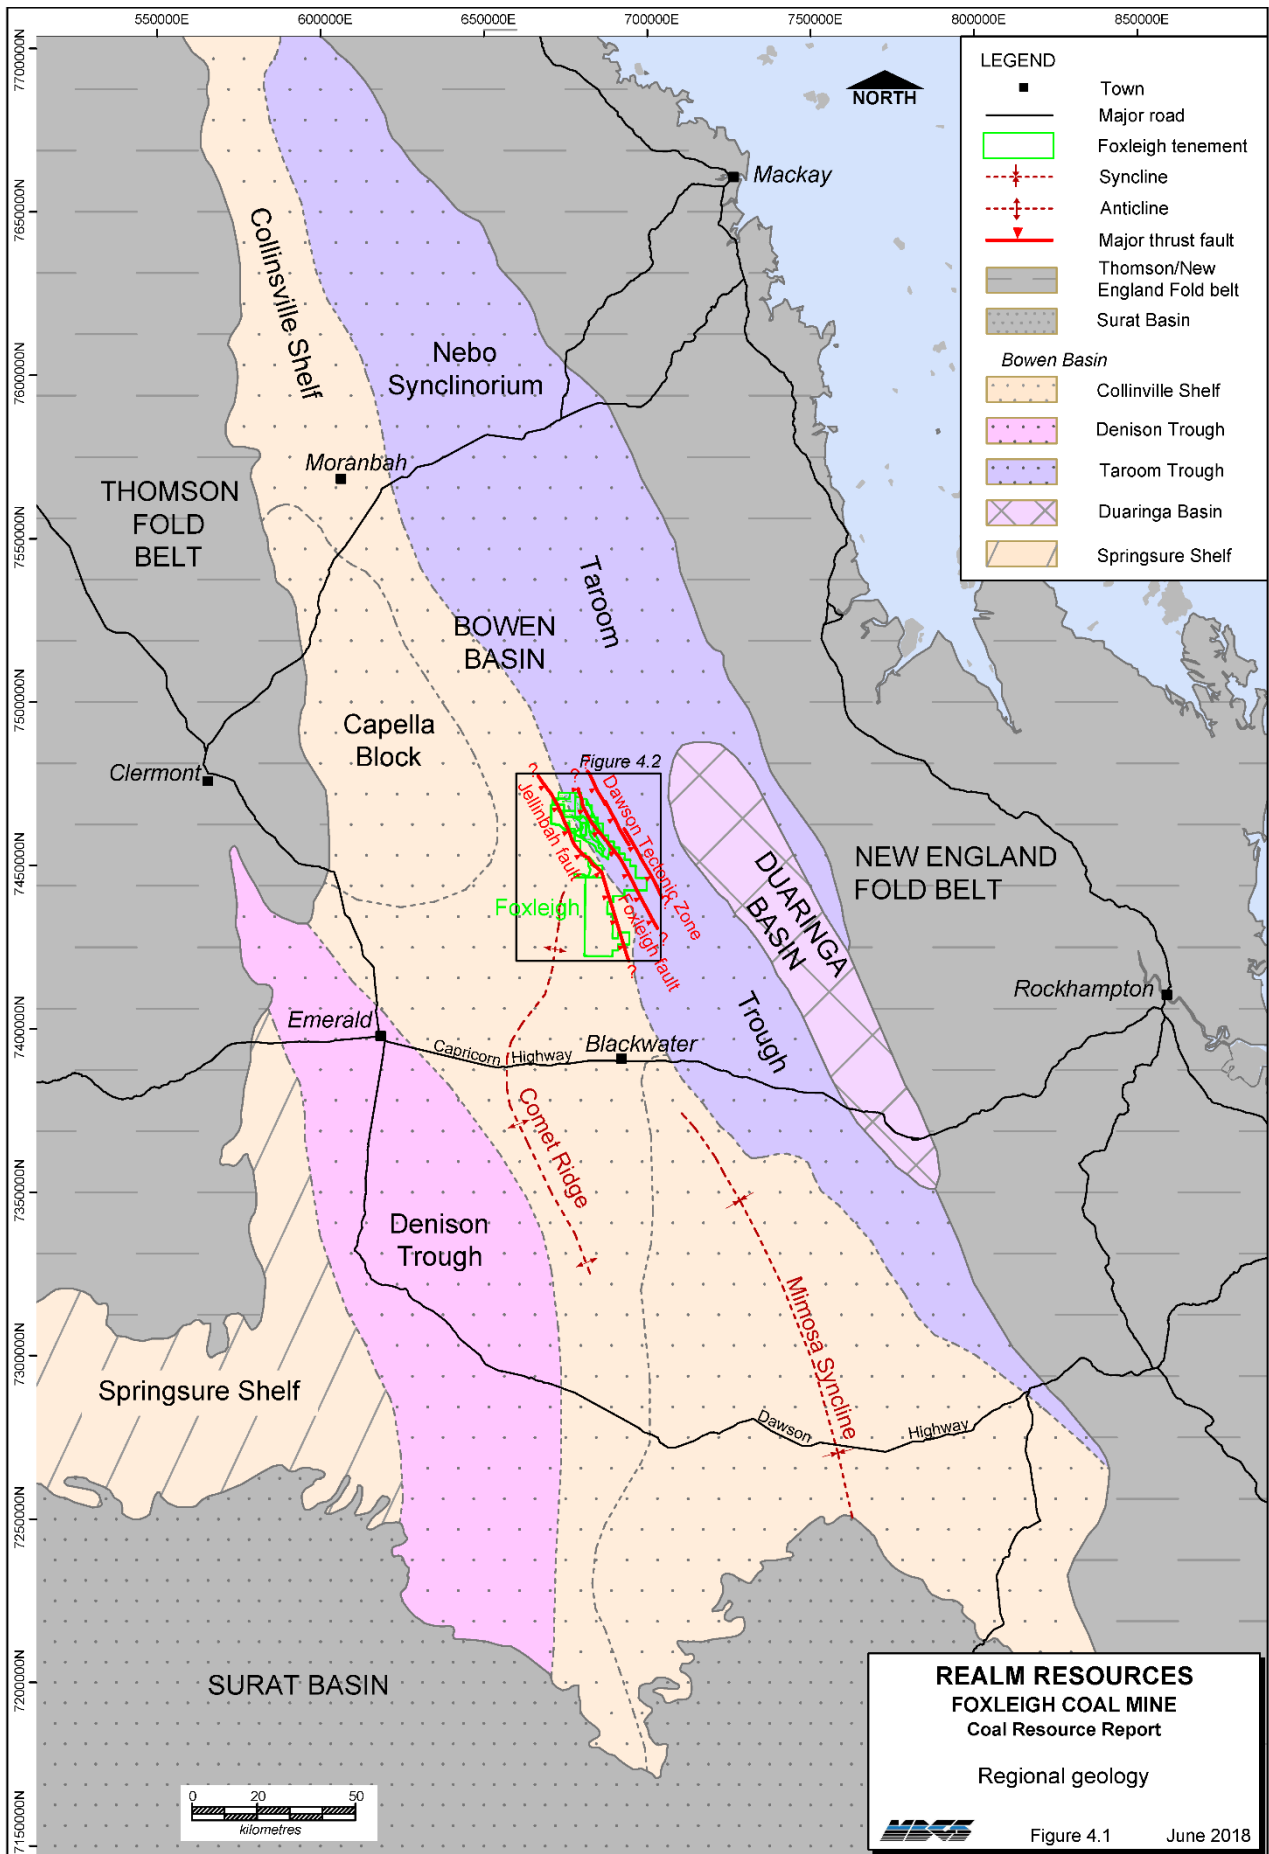 550000E 600000E 650000E 700000E 750000E 800000E 850000E
7700000N
7650000N
7600000N
7550000N
7500000N
7450000N
7400000N
7350000N
7300000N
7250000N
7200000N
7150000N
NORTH
LEGEND
Town
Major road
Foxleigh tenement
Syncline
Anticline
Major thrust fault
Thomson/New
England Fold belt
Surat Basin
Bowen Basin
Collinville Shelf
Denison Trough
Taroom Trough
Duaringa Basin
Springsure Shelf
Mackay
Collinsville Shelf
Nebo
Synclinorium
Moranbah
THOMSON
FOLD
BELT
Taroom
BOWEN
BASIN
Capella
Block
Clermont
Figure 4.2
? ? ?
Jellinbah fault
Dawson Tectonic Zone
Foxleigh
Foxleigh fault
? ? ?
DUARINGA
BASIN
NEW ENGLAND
FOLD BELT
Rockhampton
Trough
Emerald
Capricorn Highway
Blackwater
Comet Ridge
Denison
Trough
Mimosa Syncline
Springsure Shelf
Dawson Highway
SURAT BASIN
0 20 50
kilometres
REALM RESOURCES
FOXLEIGH COAL MINE
Coal Resource Report
Regional geology
Figure 4.1 June 2018